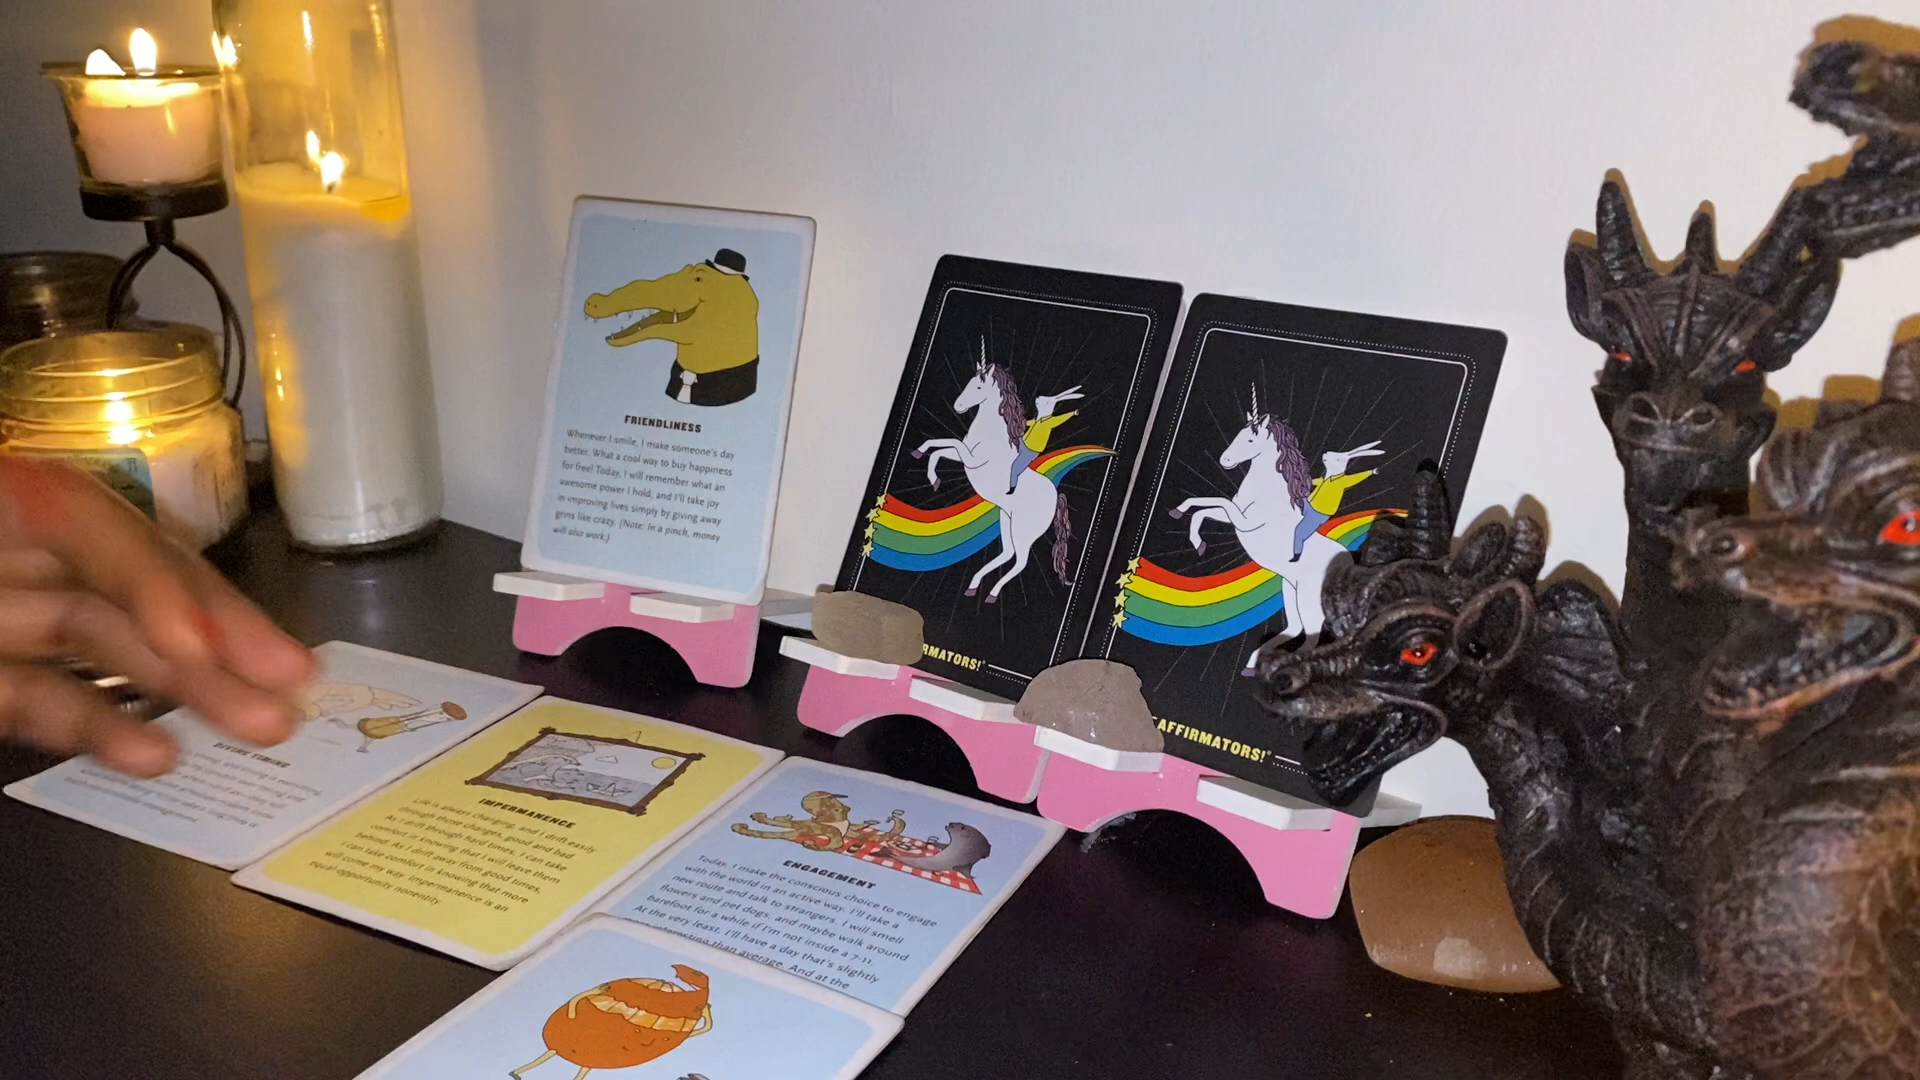 FRIENDLINESS
Whenever I smile, I make someone's day
better. What a cool way to buy happiness
for free! Today, I will remember what an
awesome power I hold, and I'll take joy
in improving lives simply by giving away
grins like crazy. (Note: In a pinch, money
will also work.)
RMATORS!
AFFIRMATORS!
DIVINE TIMING
IMPERMANENCE
Life is always changing, and I drift easily
through those changes, good and bad
As I drift through hard times, I can take
comfort in knowing that I will leave them
behind. As I drift away from good times,
I can take comfort in knowing that more
will come my way. Impermanence is an
equal-opportunity nonentity.
ENGAGEMENT
Today, I make the conscious choice to engage
with the world in an active way. I'll take a
new route and talk to strangers. I will smell
flowers and pet dogs, and maybe walk around
barefoot for a while if I'm not inside a 7-11.
At the very least, I'll have a day that's slightly
interesting than average. And at the